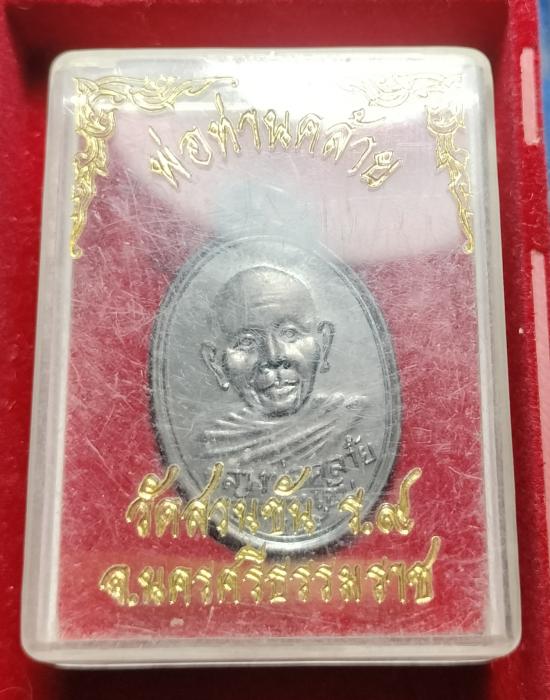 พ่อท่านคล้าย
วัดสวนขัน ร.๙
จ.นครศรีธรรมราช